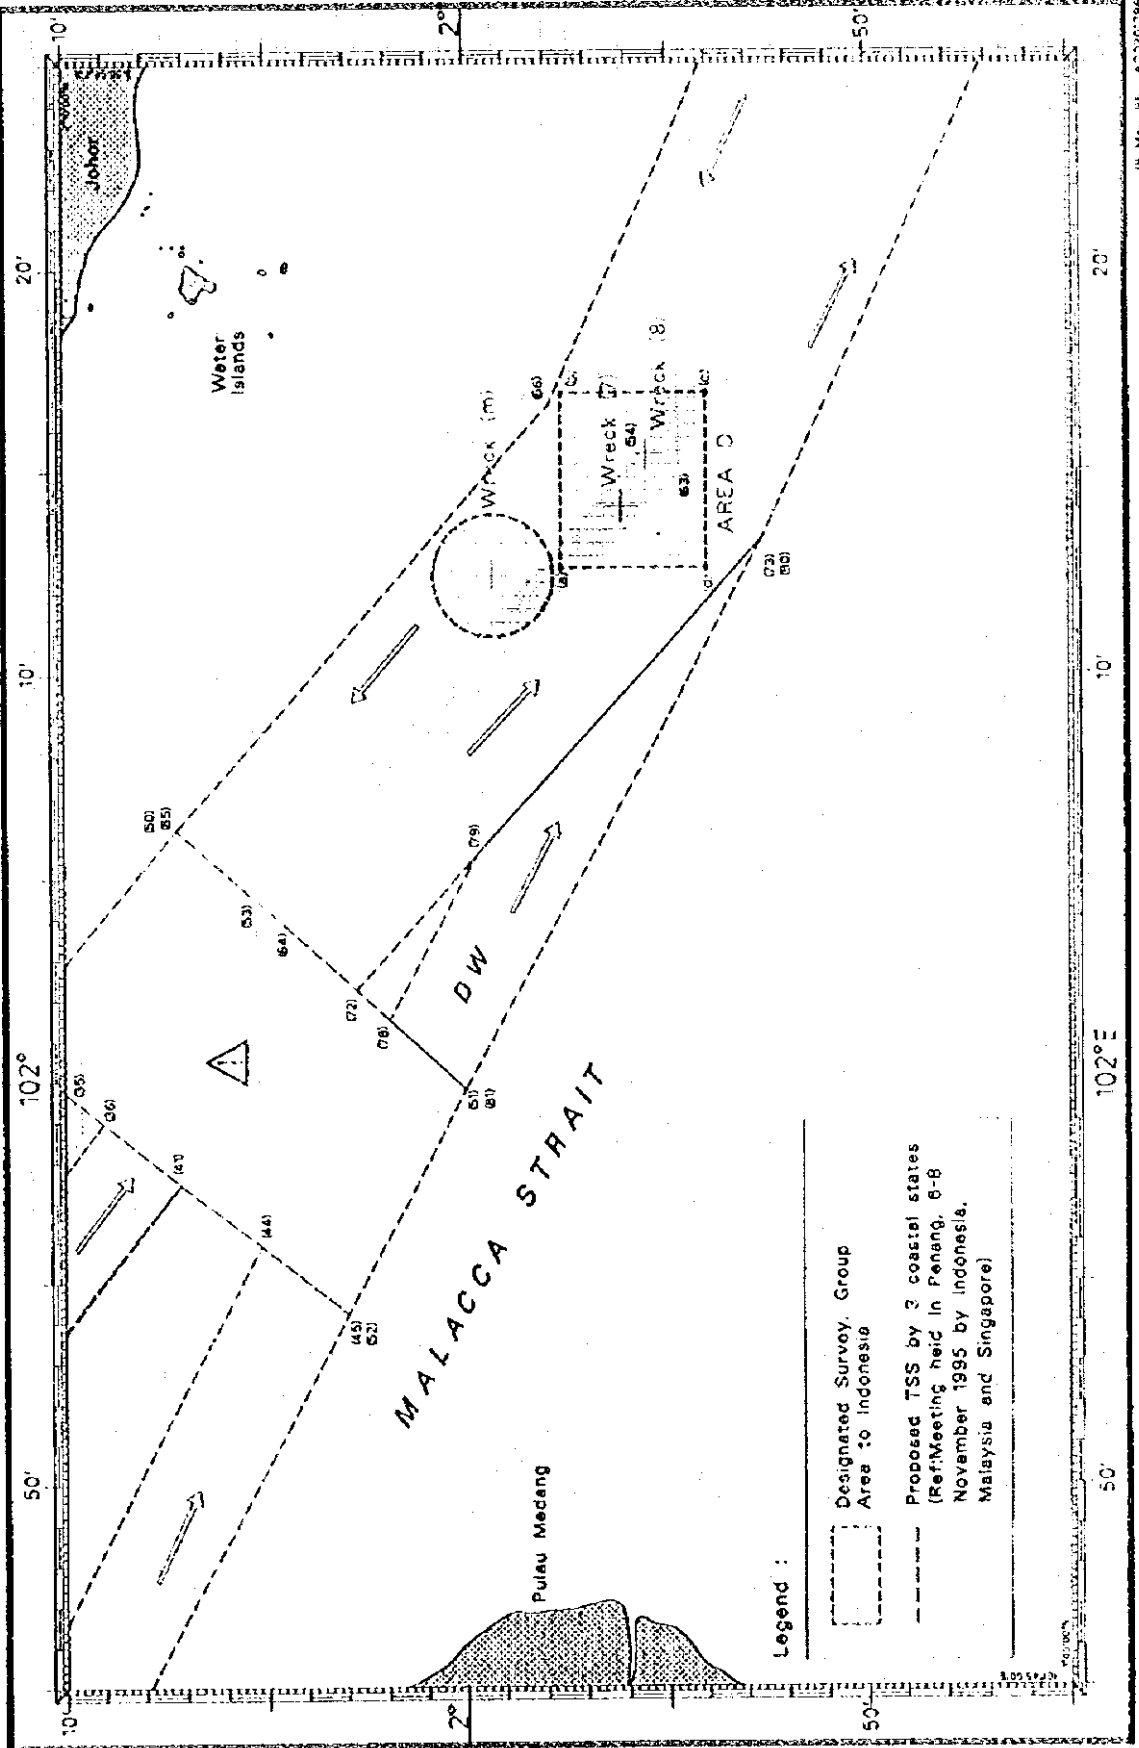 50'
102°
10'
20'
10'
10'
Johor
Water
Islands
(35)
(36)
(41)
(44)
(45)
(52)
(50)
(65)
(53)
(64)
(72)
(78)
(51)
(81)
(79)
DW
MALACCA STRAIT
Wreck (m)
(66)
(a)
(b)
Wreck (7)
(54)
Wreck (8)
(63)
(c)
(d)
AREA D
(73)
(80)
2°
2°
Pulau Medang
50'
50'
Legend :
Designated Survey, Group
Area to Indonesia
Proposed TSS by 3 coastal states
(Ref:Meeting held in Penang, 6-8
November 1995 by Indonesia,
Malaysia and Singapore)
50'
102°E
10'
20'